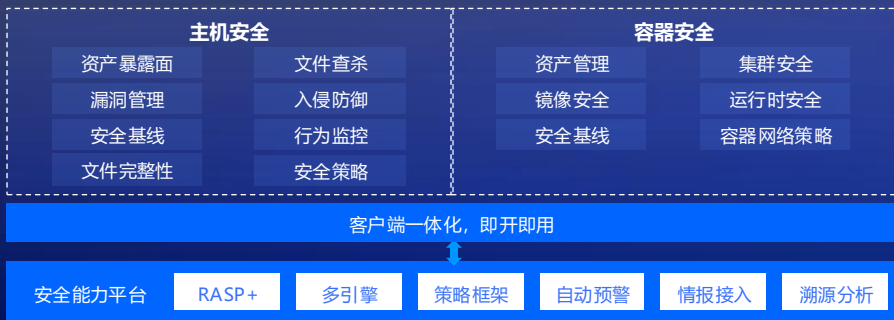 主机安全
资产暴露面 文件查杀
漏洞管理 入侵防御
安全基线 行为监控
文件完整性 安全策略
容器安全
资产管理 集群安全
镜像安全 运行时安全
安全基线 容器网络策略
客户端一体化，即开即用
安全能力平台 RASP+ 多引擎 策略框架 自动预警 情报接入 溯源分析